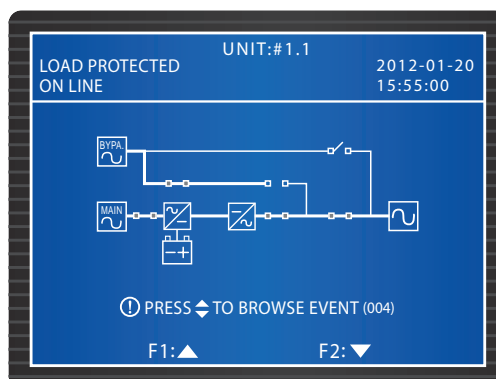 UNIT:#1.1
LOAD PROTECTED
ON LINE
2012-01-20
15:55:00
BYPA.
MAIN
PRESS TO BROWSE EVENT (004)
F1: F2: